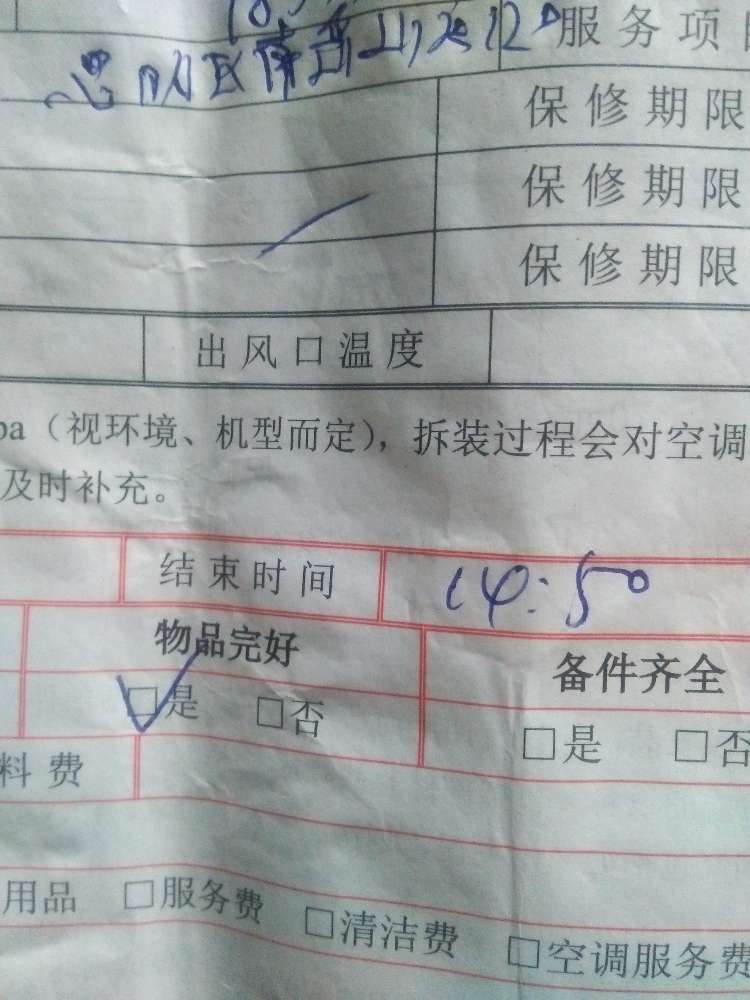 服务项
思明区
保修期限
保修期限
保修期限
出风口温度
pa（视环境、机型而定），拆装过程会对空调
及时补充。
结束时间 14:50
物品完好 备件齐全
□是 □否 □是 □否
料费
用品 □服务费 □清洁费 □空调服务费